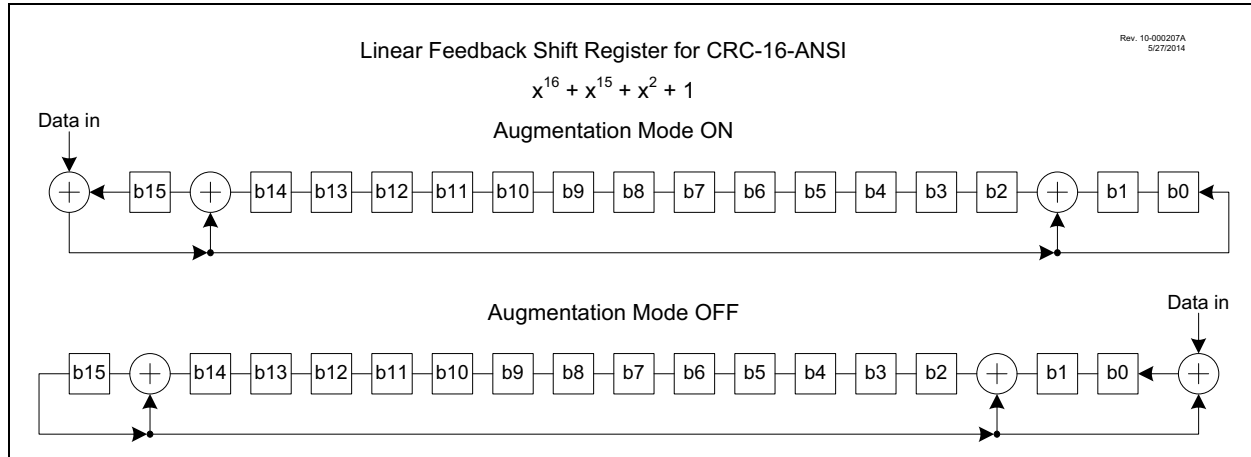 Linear Feedback Shift Register for CRC-16-ANSI
Rev. 10-000207A
5/27/2014
x^16 + x^15 + x^2 + 1
Augmentation Mode ON
Data in
+ b15 + b14 b13 b12 b11 b10 b9 b8 b7 b6 b5 b4 b3 b2 + b1 b0
Augmentation Mode OFF
Data in
b15 + b14 b13 b12 b11 b10 b9 b8 b7 b6 b5 b4 b3 b2 + b1 b0 +